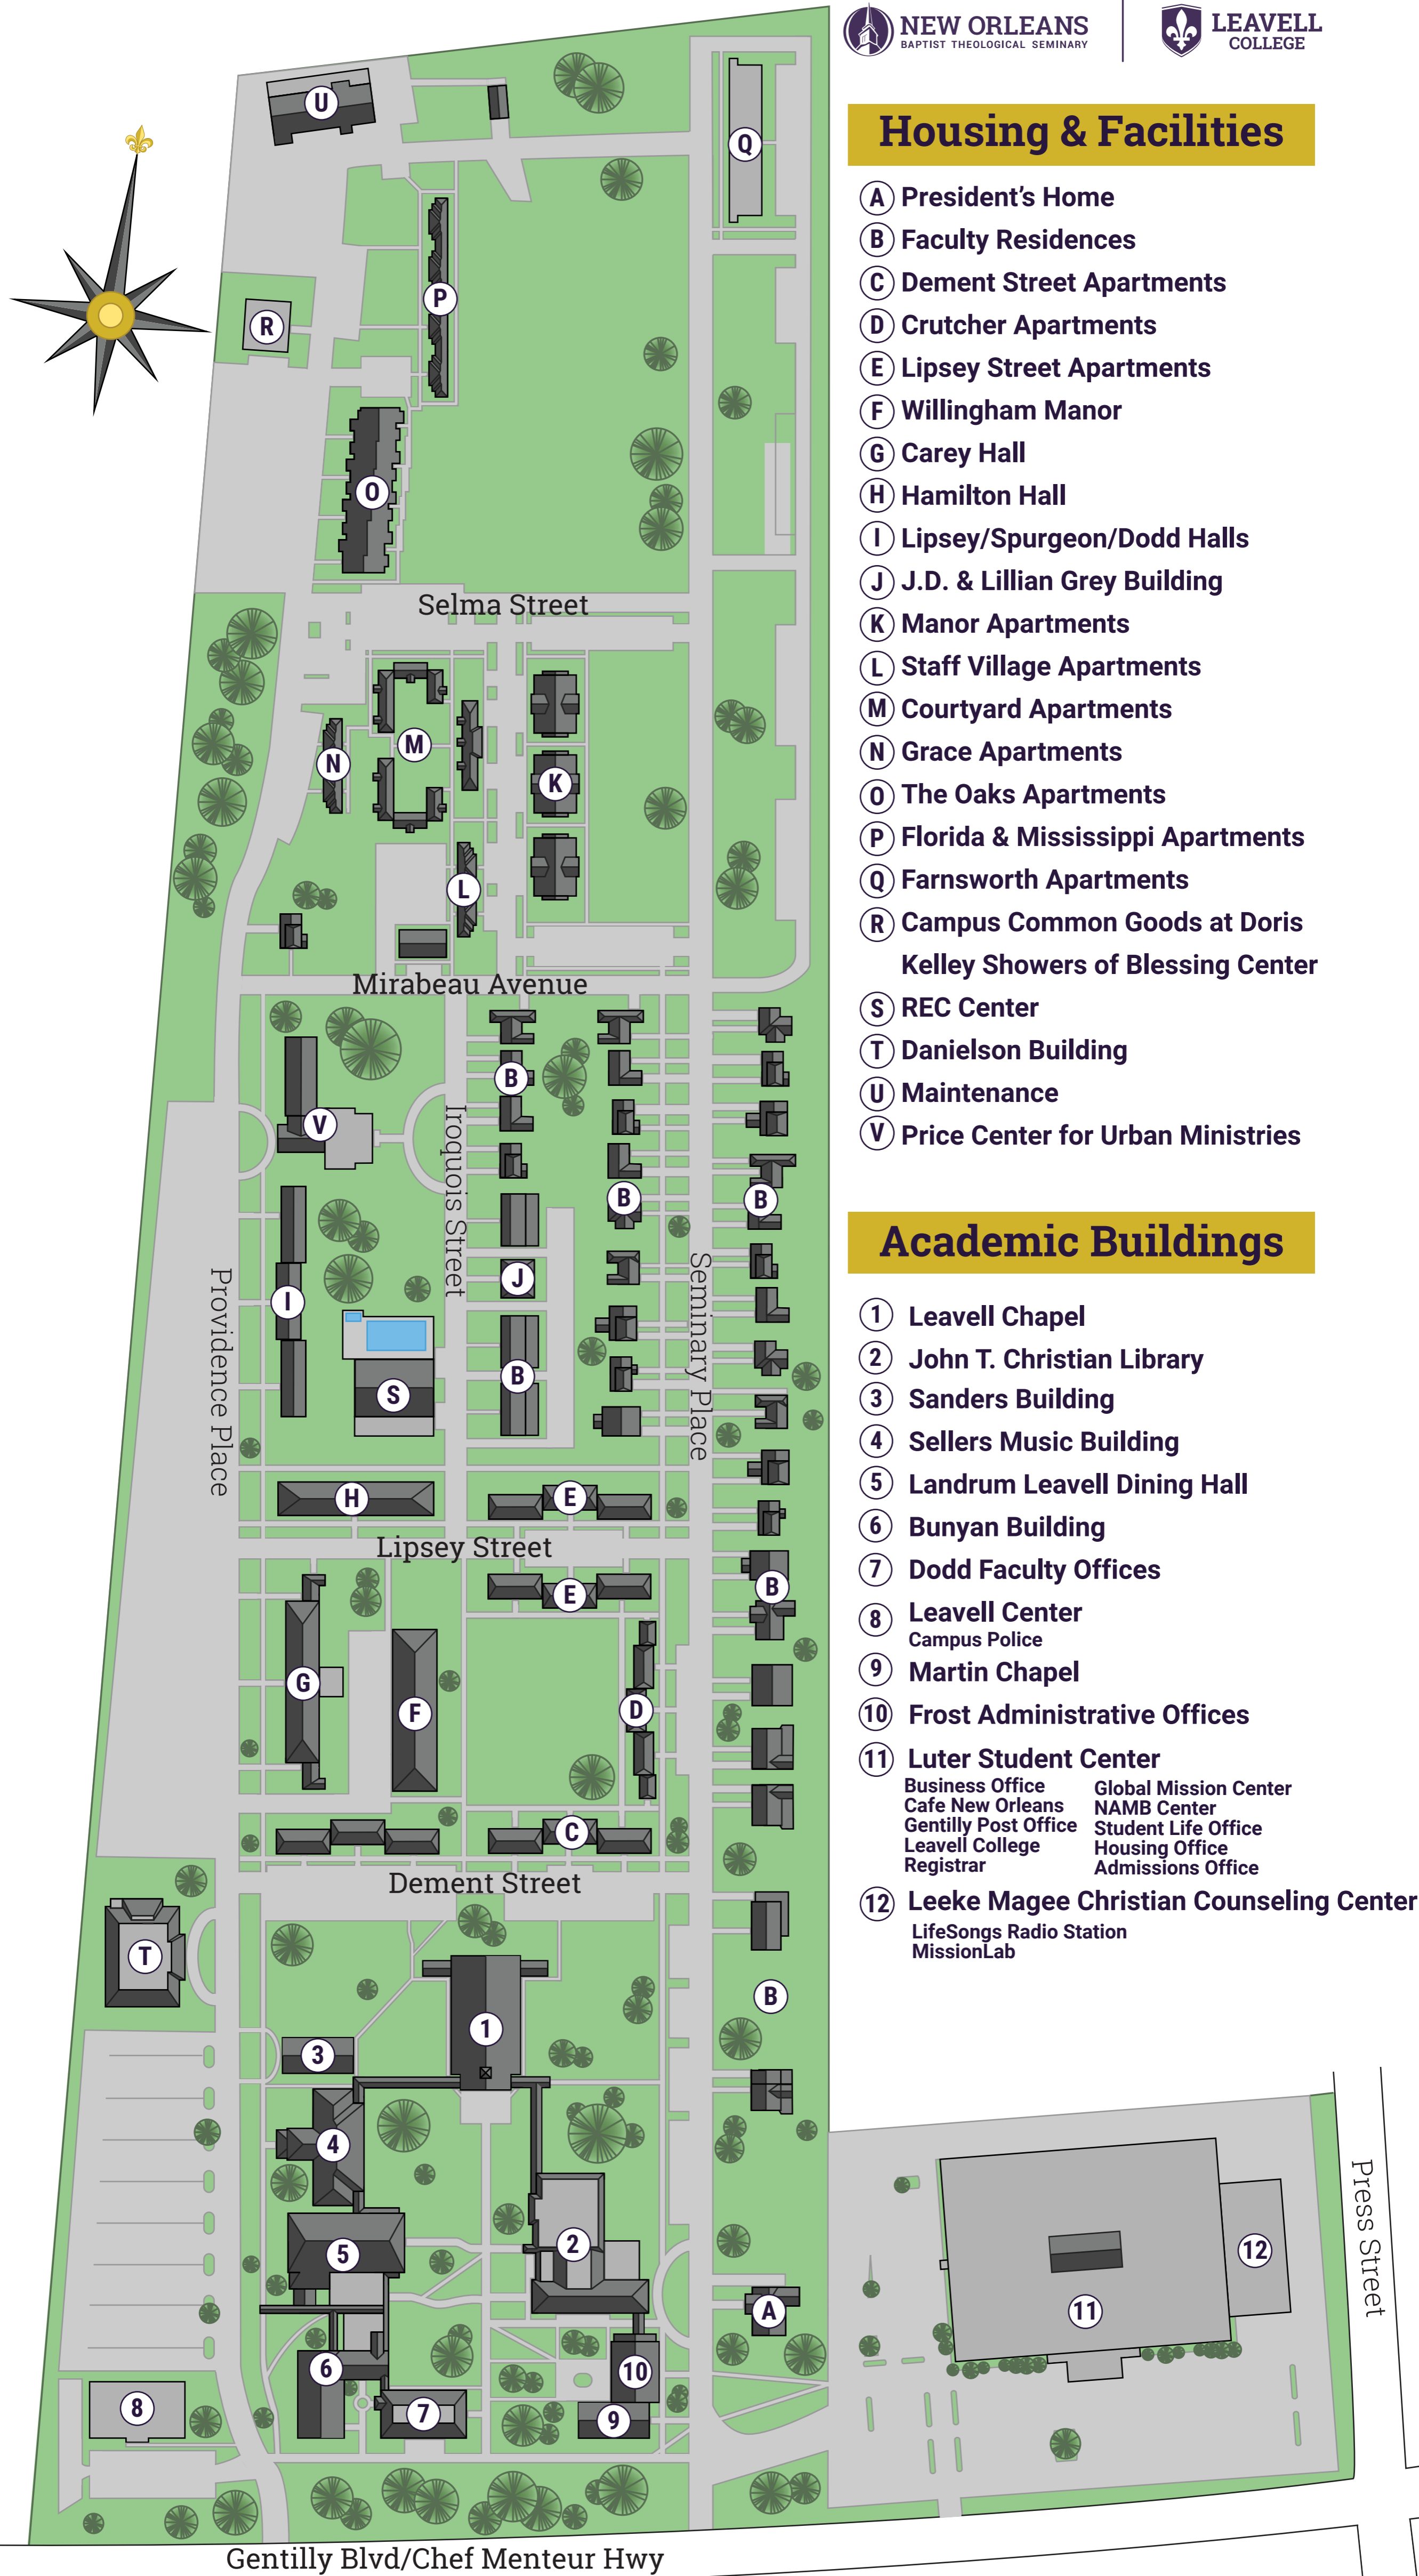 NEW ORLEANS
BAPTIST THEOLOGICAL SEMINARY
LEAVELL
COLLEGE
Housing & Facilities
A President's Home
B Faculty Residences
C Dement Street Apartments
D Crutcher Apartments
E Lipsey Street Apartments
F Willingham Manor
G Carey Hall
H Hamilton Hall
I Lipsey/Spurgeon/Dodd Halls
J J.D. & Lillian Grey Building
K Manor Apartments
L Staff Village Apartments
M Courtyard Apartments
N Grace Apartments
O The Oaks Apartments
P Florida & Mississippi Apartments
Q Farnsworth Apartments
R Campus Common Goods at Doris
Kelley Showers of Blessing Center
S REC Center
T Danielson Building
U Maintenance
V Price Center for Urban Ministries
Academic Buildings
1 Leavell Chapel
2 John T. Christian Library
3 Sanders Building
4 Sellers Music Building
5 Landrum Leavell Dining Hall
6 Bunyan Building
7 Dodd Faculty Offices
8 Leavell Center
Campus Police
9 Martin Chapel
10 Frost Administrative Offices
11 Luter Student Center
Business Office
Cafe New Orleans
Gentilly Post Office
Leavell College
Registrar
Global Mission Center
NAMB Center
Student Life Office
Housing Office
Admissions Office
12 Leeke Magee Christian Counseling Center
LifeSongs Radio Station
MissionLab
U
Q
P
R
O
Selma Street
M
N
K
L
Mirabeau Avenue
B
V
Iroquois Street
B
B
J
I
Seminary Place
Providence Place
B
S
H
E
Lipsey Street
B
E
G
D
F
C
Dement Street
T
B
1
3
4
2
5
12
11
Press Street
A
6
10
8
7
9
Gentilly Blvd/Chef Menteur Hwy